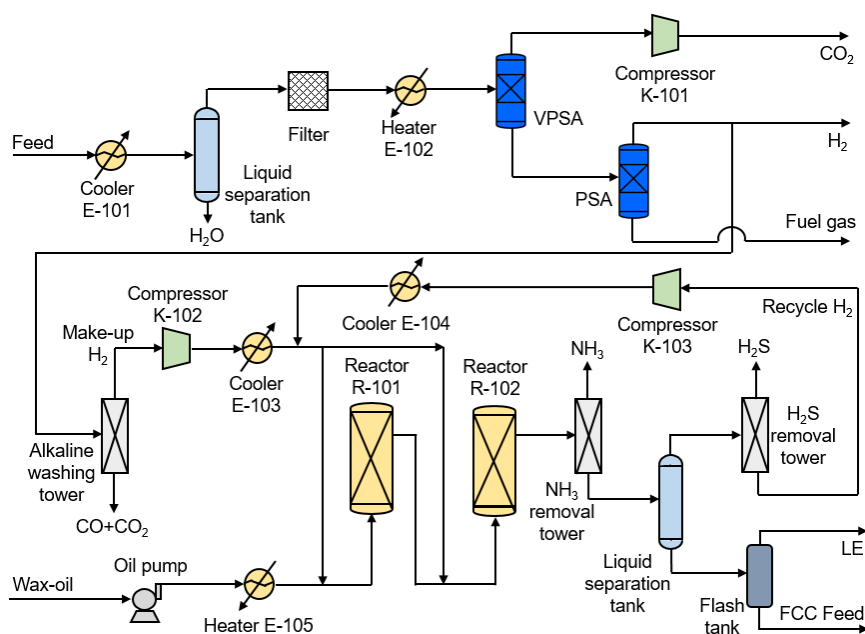 Compressor
K-101
CO₂
Feed
Cooler
E-101
Liquid
separation
tank
H₂O
Filter
Heater
E-102
VPSA
PSA
H₂
Fuel gas
Compressor
K-102
Make-up
H₂
Cooler
E-103
Cooler E-104
Compressor
K-103
Recycle H₂
Alkaline
washing
tower
CO+CO₂
Reactor
R-101
Reactor
R-102
NH₃
NH₃
removal
tower
H₂S
H₂S
removal
tower
Liquid
separation
tank
Wax-oil
Oil pump
Heater E-105
Flash
tank
LE
FCC Feed